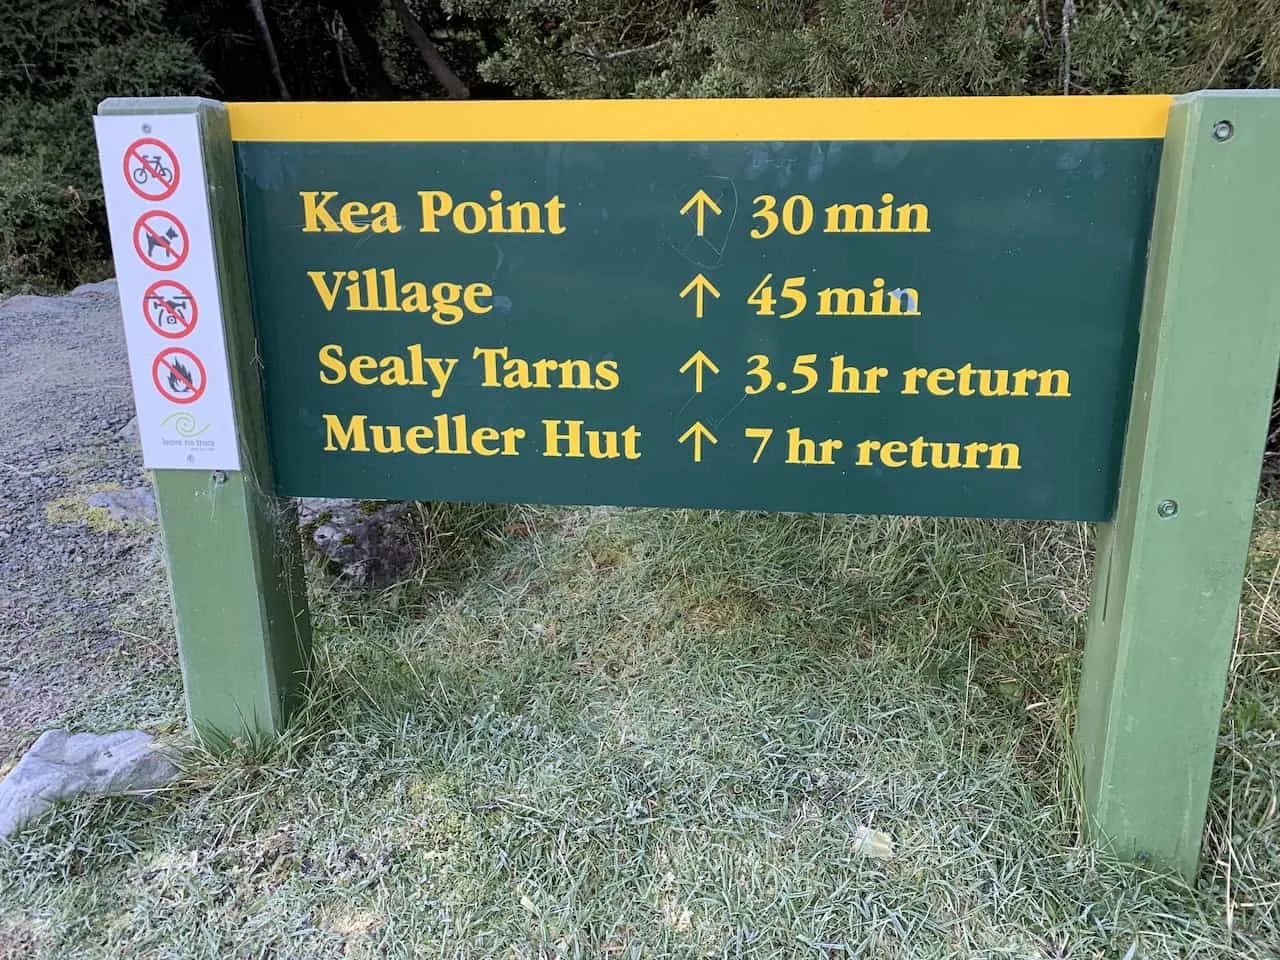 Kea Point ↑ 30 min
Village ↑ 45 min
Sealy Tarns ↑ 3.5 hr return
Mueller Hut ↑ 7 hr return
leave no trace